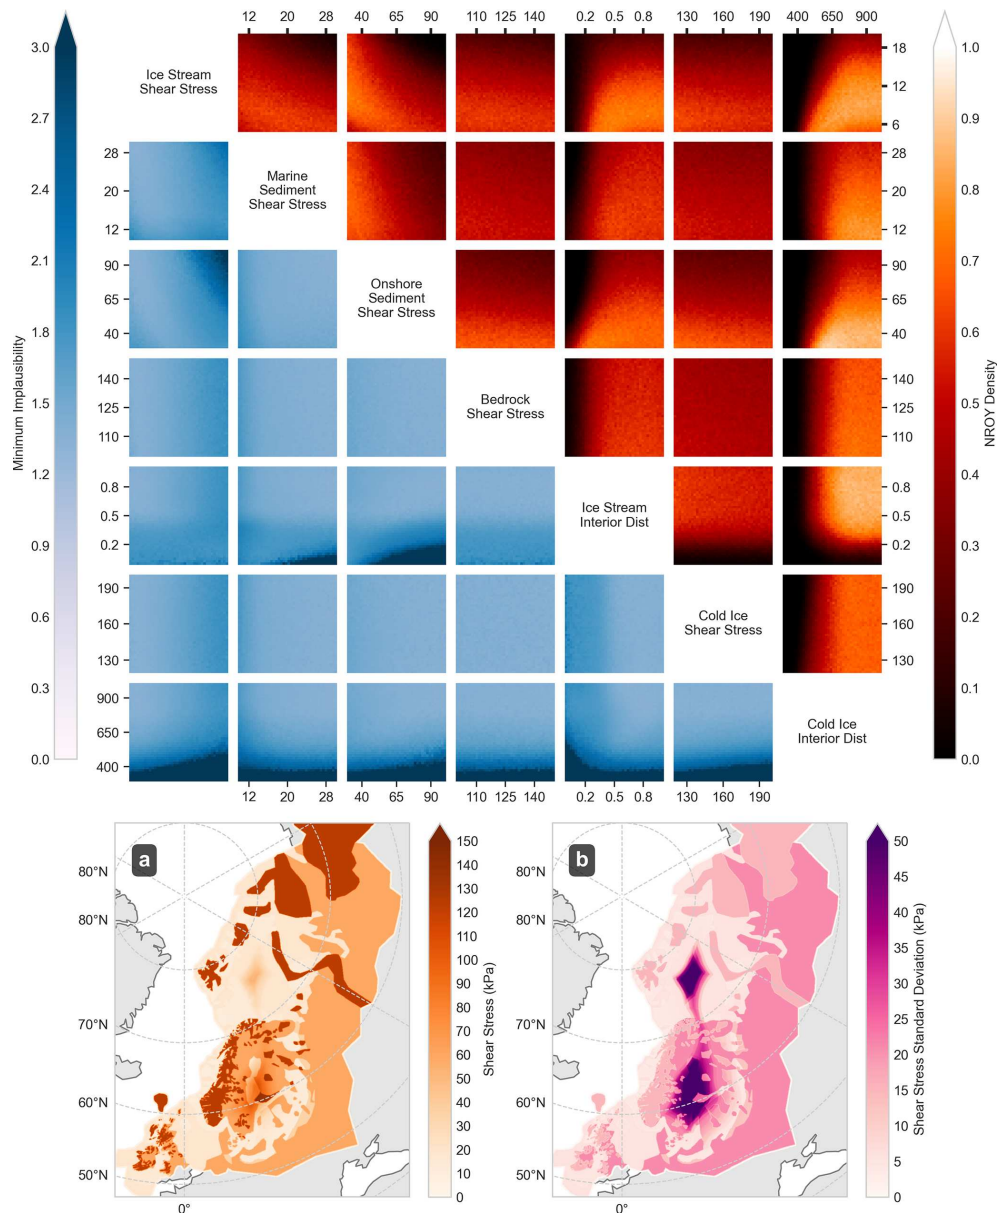 12 20 28 40 65 90 110 125 140 0.2 0.5 0.8 130 160 190 400 650 900
3.0
2.7
2.4
2.1
1.8
1.5
1.2
0.9
0.6
0.3
0.0
Minimum Implausibility
Ice Stream
Shear Stress
18
12
6
28
20
12
Marine
Sediment
Shear Stress
28
20
12
90
65
40
Onshore
Sediment
Shear Stress
90
65
40
140
125
110
Bedrock
Shear Stress
140
125
110
0.8
0.5
0.2
Ice Stream
Interior Dist
0.8
0.5
0.2
190
160
130
Cold Ice
Shear Stress
190
160
130
900
650
400
Cold Ice
Interior Dist
12 20 28 40 65 90 110 125 140 0.2 0.5 0.8 130 160 190
1.0
0.9
0.8
0.7
0.6
0.5
0.4
0.3
0.2
0.1
0.0
NROY Density
a
80°N
80°N
70°N
60°N
50°N
0°
150
140
130
120
110
100
90
80
70
60
50
40
30
20
10
0
Shear Stress (kPa)
b
80°N
80°N
70°N
60°N
50°N
0°
50
45
40
35
30
25
20
15
10
5
0
Shear Stress Standard Deviation (kPa)